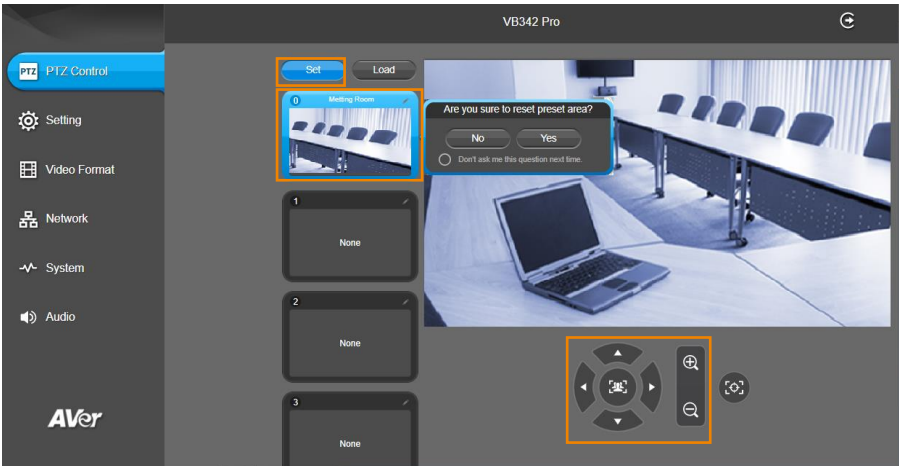 VB342 Pro
PTZ PTZ Control
Setting
Video Format
Network
System
Audio
AVer
Set Load
0 Metting Room
1
None
2
None
3
None
Are you sure to reset preset area?
No Yes
Don't ask me this question next time.